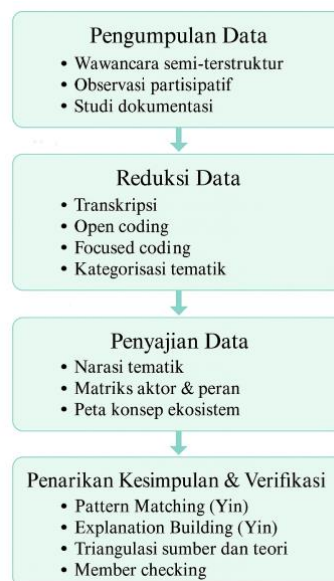 Pengumpulan Data
• Wawancara semi-terstruktur
• Observasi partisipatif
• Studi dokumentasi
Reduksi Data
• Transkripsi
• Open coding
• Focused coding
• Kategorisasi tematik
Penyajian Data
• Narasi tematik
• Matriks aktor & peran
• Peta konsep ekosistem
Penarikan Kesimpulan & Verifikasi
• Pattern Matching (Yin)
• Explanation Building (Yin)
• Triangulasi sumber dan teori
• Member checking